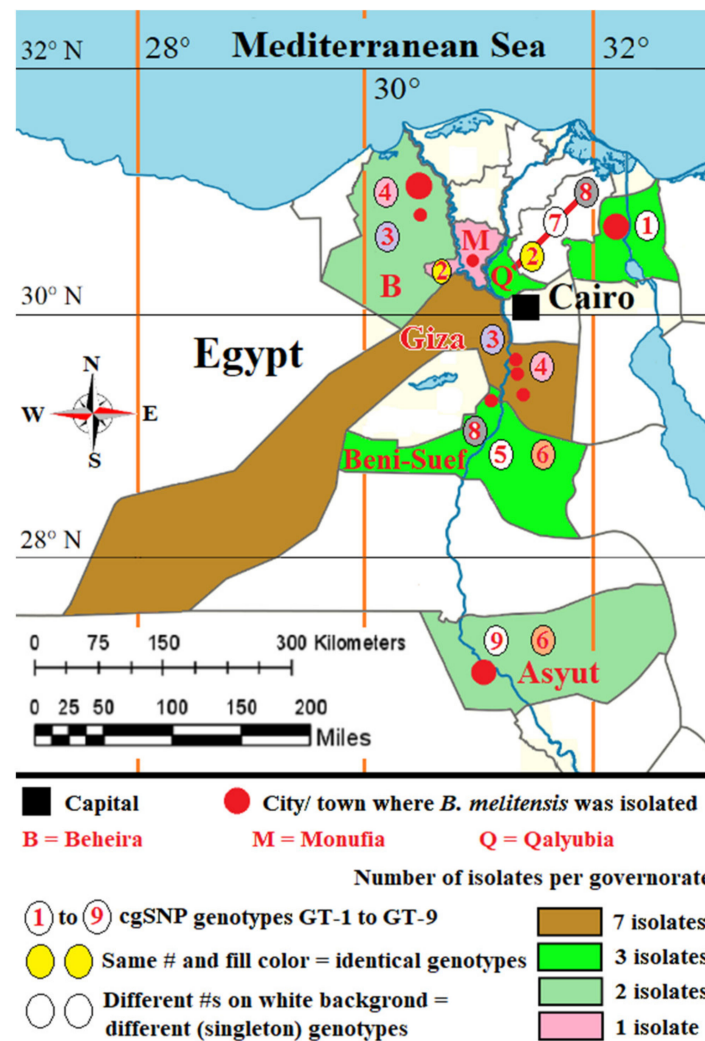 Mediterranean Sea
32° N
28°
30°
32°
4
8
3
7
1
M
2
2
B
Q
30° N
Cairo
Giza
3
Egypt
4
N
W
E
S
8
Beni-Suef
5
6
28° N
0 75 150 300 Kilometers
9
6
Asyut
0 25 50 100 150 200
Miles
Capital
City/ town where B. melitensis was isolated
B = Beheira
M = Monufia
Q = Qalyubia
Number of isolates per governorate
1 to 9 cgSNP genotypes GT-1 to GT-9
7 isolates
Same # and fill color = identical genotypes
3 isolates
Different #s on white backgrond =
different (singleton) genotypes
2 isolates
1 isolate